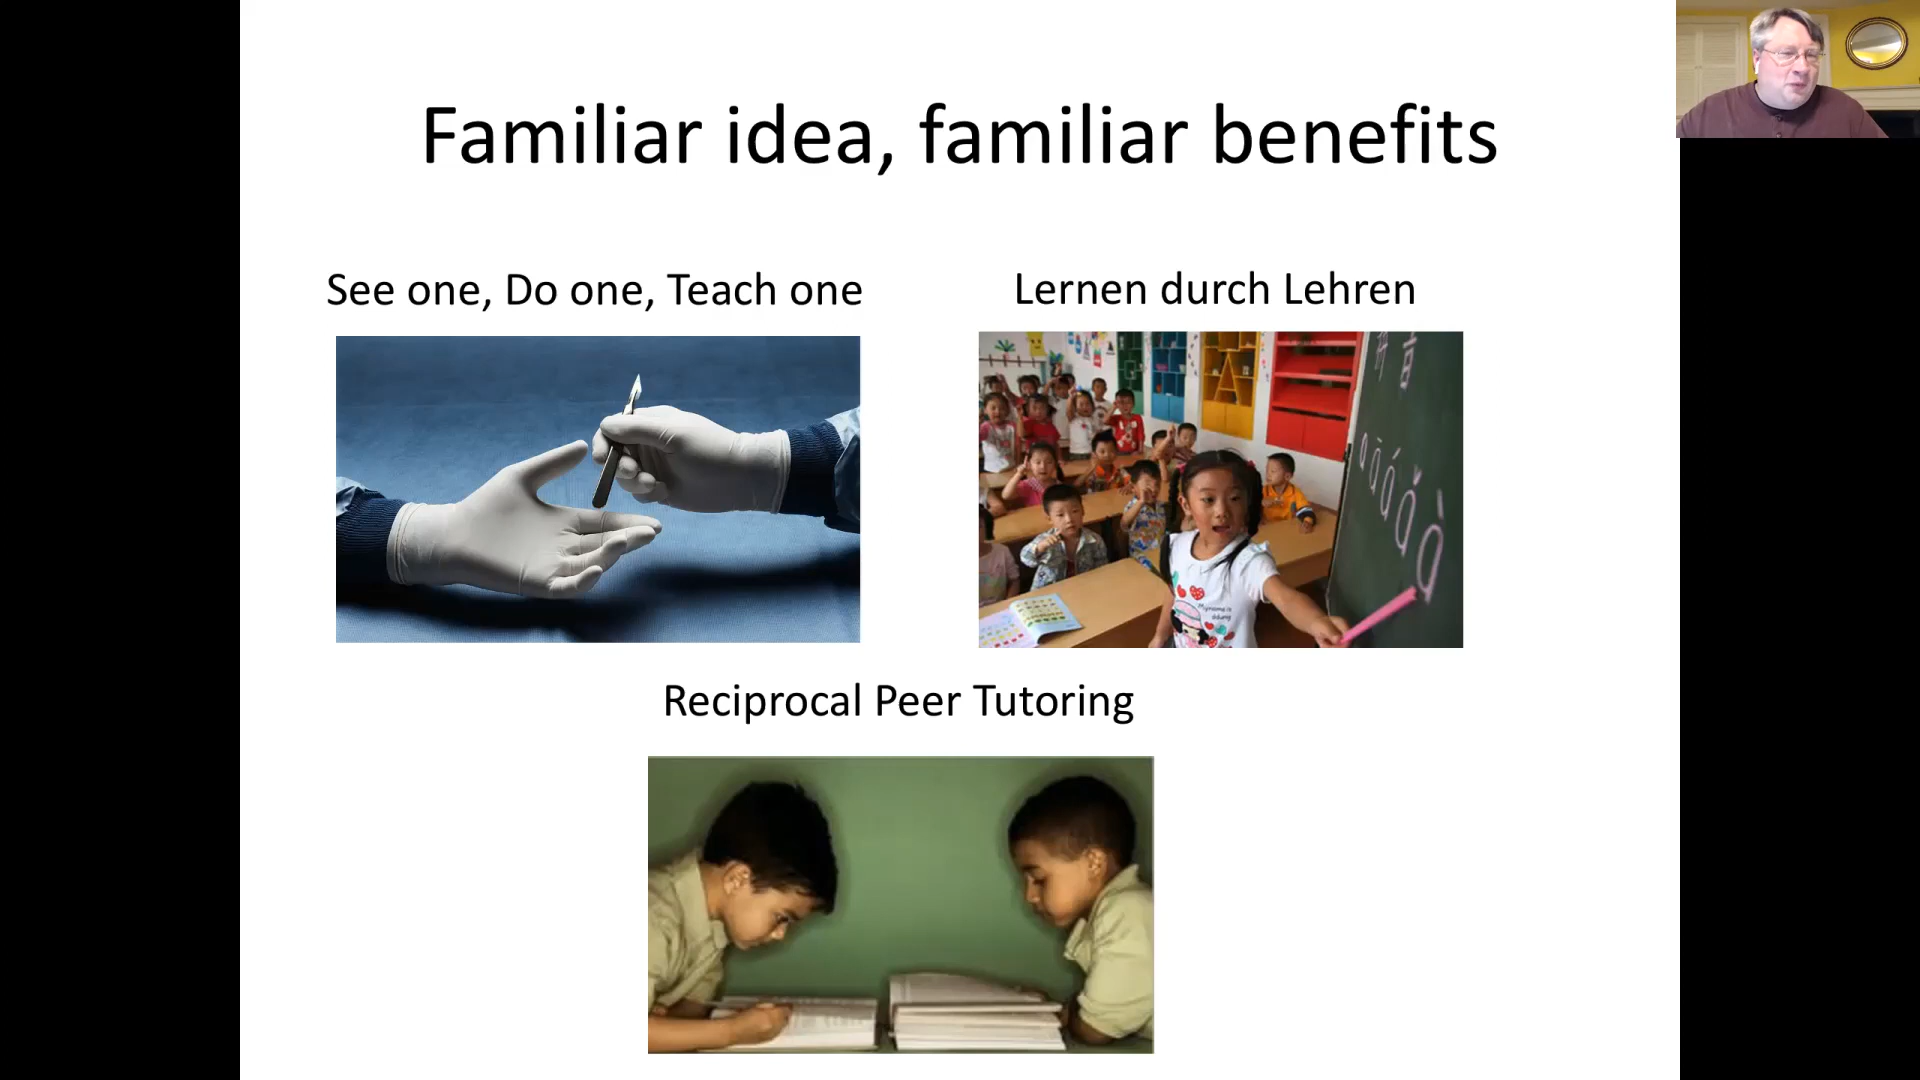 Familiar idea, familiar benefits
See one, Do one, Teach one
Lernen durch Lehren
ā á ǎ à
Reciprocal Peer Tutoring